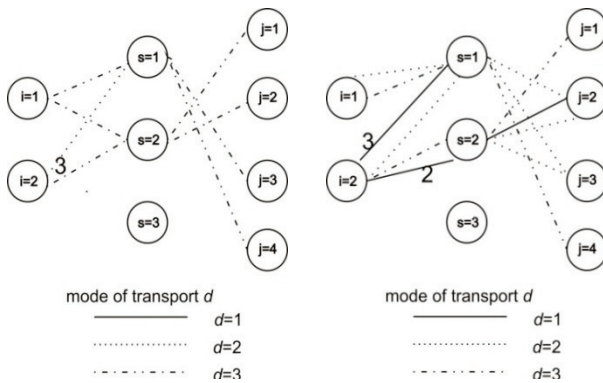 j=1
s=1
i=1
j=2
s=2
i=2
3
j=3
s=3
j=4
mode of transport d
d=1
d=2
d=3
j=1
s=1
i=1
j=2
3
s=2
i=2
2
j=3
s=3
j=4
mode of transport d
d=1
d=2
d=3